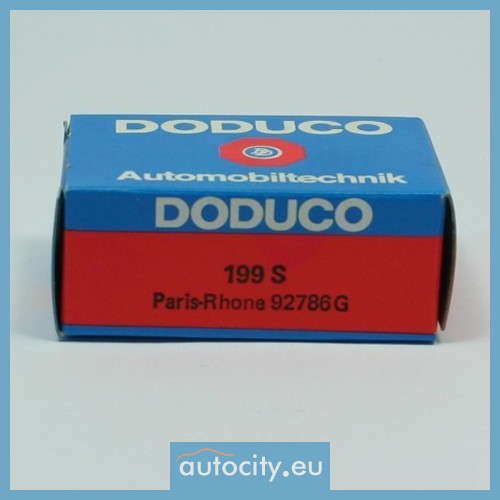 DODUCO
Automobiltechnik
DODUCO
199 S
Paris-Rhone 92786G
autocity.eu